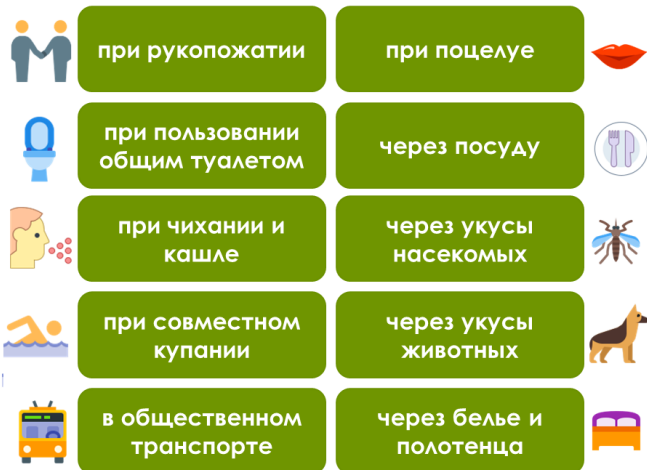 при рукопожатии
при поцелуе
при пользовании
общим туалетом
через посуду
при чихании и
кашле
через укусы
насекомых
при совместном
купании
через укусы
животных
в общественном
транспорте
через белье и
полотенца